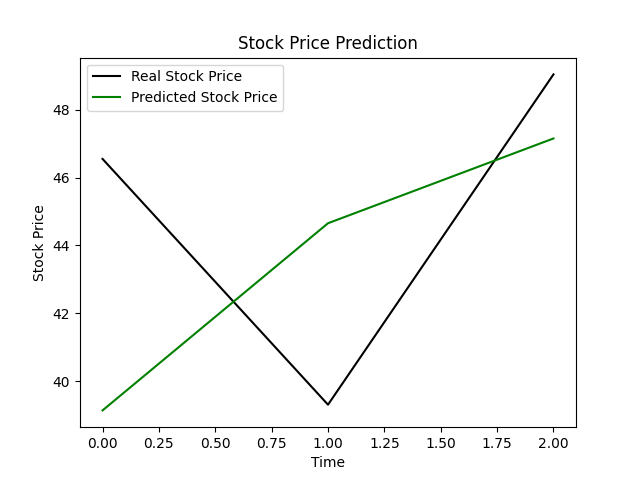 Stock Price Prediction
Real Stock Price
Predicted Stock Price
Stock Price
48
46
44
42
40
0.00 0.25 0.50 0.75 1.00 1.25 1.50 1.75 2.00
Time